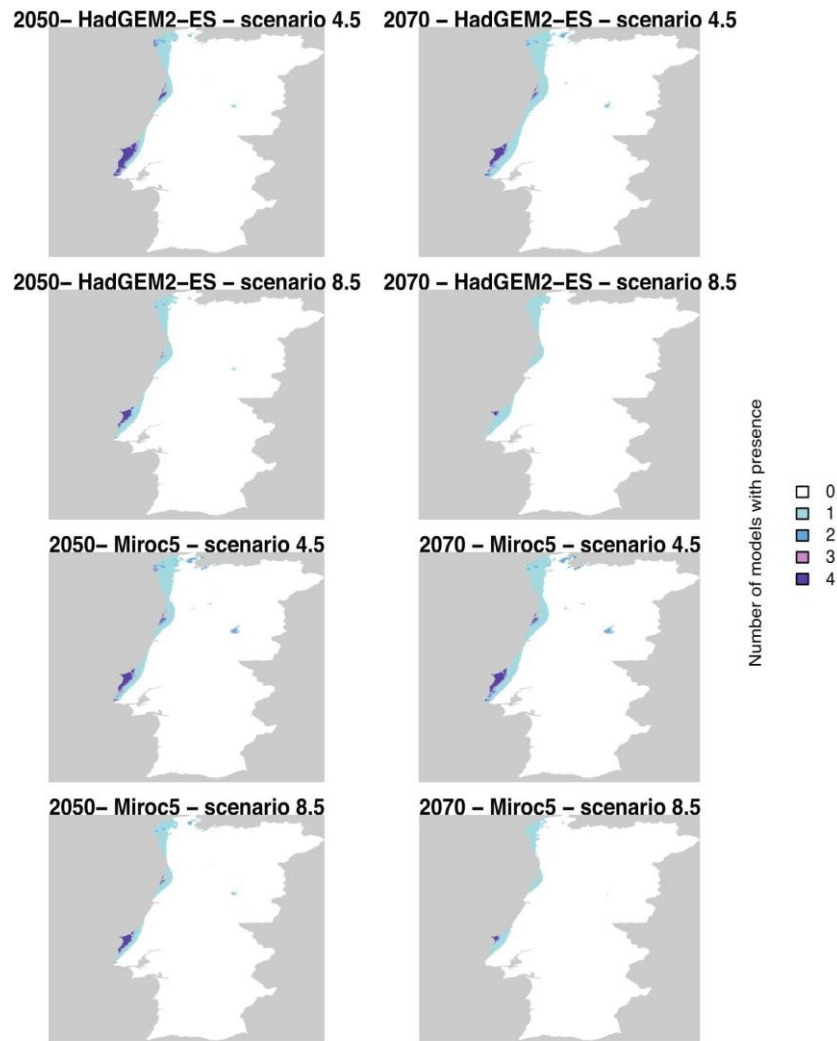 2050– HadGEM2–ES – scenario 4.5
2070 – HadGEM2–ES – scenario 4.5
2050– HadGEM2–ES – scenario 8.5
2070 – HadGEM2–ES – scenario 8.5
2050– Miroc5 – scenario 4.5
2070 – Miroc5 – scenario 4.5
2050– Miroc5 – scenario 8.5
2070 – Miroc5 – scenario 8.5
Number of models with presence
0
1
2
3
4